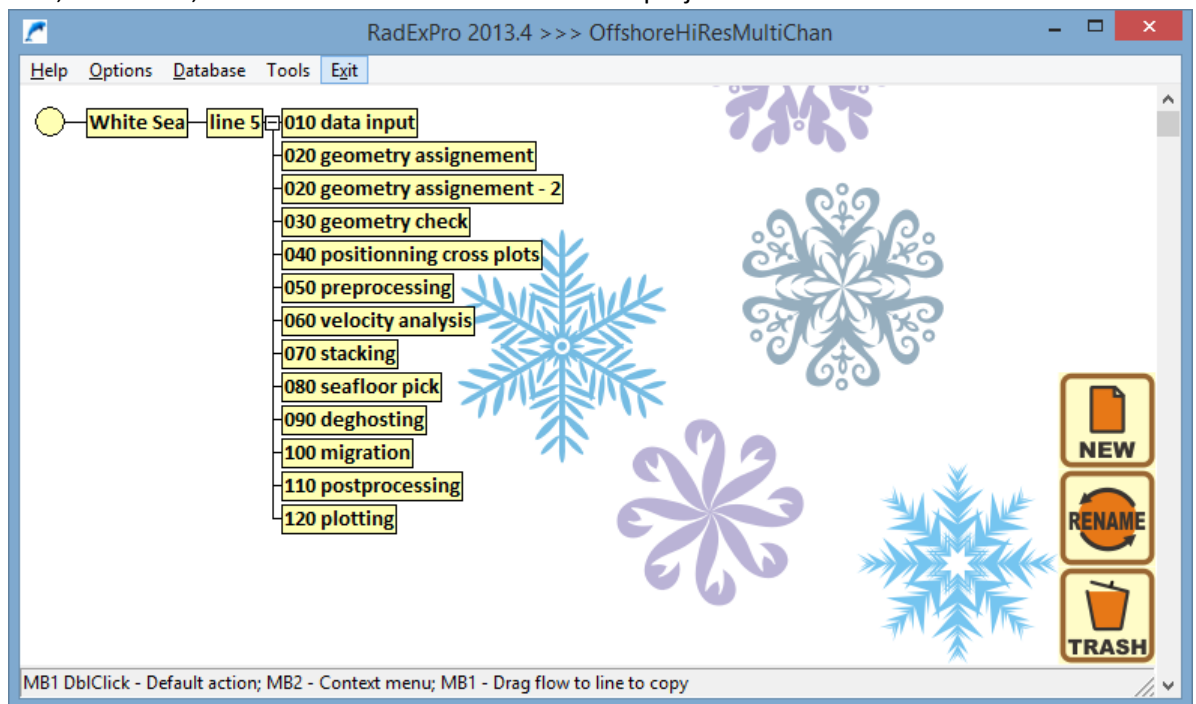 RadExPro 2013.4 >>> OffshoreHiResMultiChan
Help Options Database Tools Exit
White Sea line 5 010 data input
020 geometry assignement
020 geometry assignement - 2
030 geometry check
040 positionning cross plots
050 preprocessing
060 velocity analysis
070 stacking
080 seafloor pick
090 deghosting
100 migration
110 postprocessing
120 plotting
NEW
RENAME
TRASH
MB1 DblClick - Default action; MB2 - Context menu; MB1 - Drag flow to line to copy